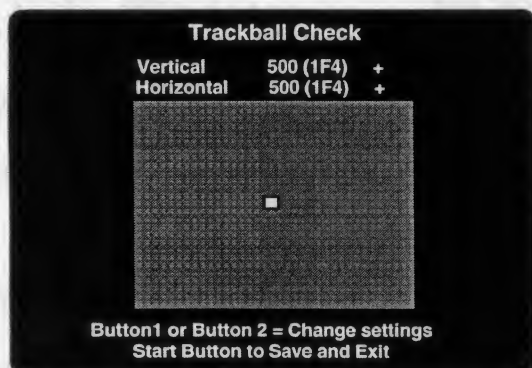 Trackball Check
Vertical 500 (1F4) +
Horizontal 500 (1F4) +
Button1 or Button 2 = Change settings
Start Button to Save and Exit